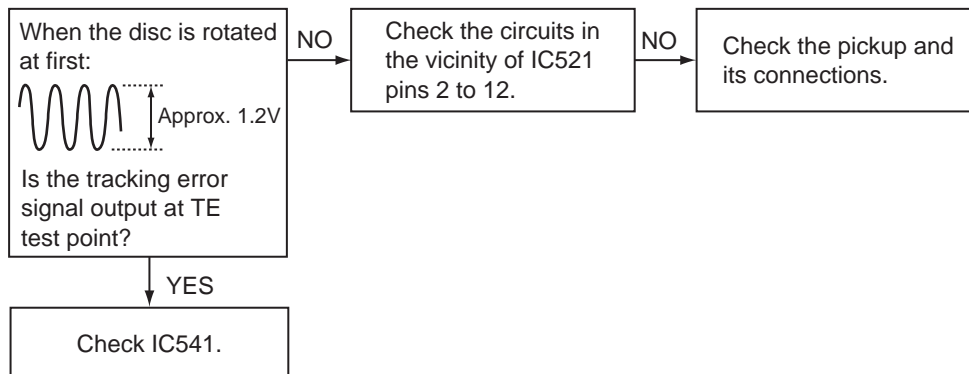 When the disc is rotated
at first:
Approx. 1.2V
Is the tracking error
signal output at TE
test point?
NO
Check the circuits in
the vicinity of IC521
pins 2 to 12.
NO
Check the pickup and
its connections.
YES
Check IC541.